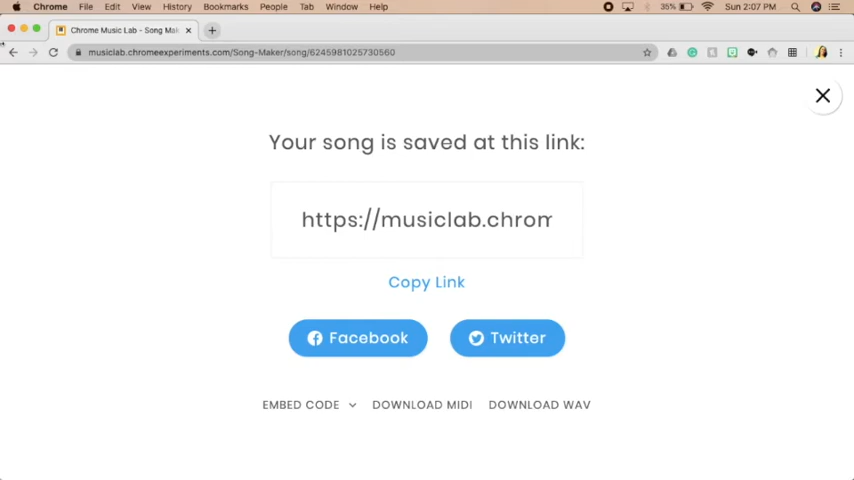 Chrome File Edit View History Bookmarks People Tab Window Help 35% Sun 2:07 PM
Chrome Music Lab - Song Mak
musiclab.chromeexperiments.com/Song-Maker/song/6245981025730560
Your song is saved at this link:
https://musiclab.chrom
Copy Link
Facebook Twitter
EMBED CODE DOWNLOAD MIDI DOWNLOAD WAV